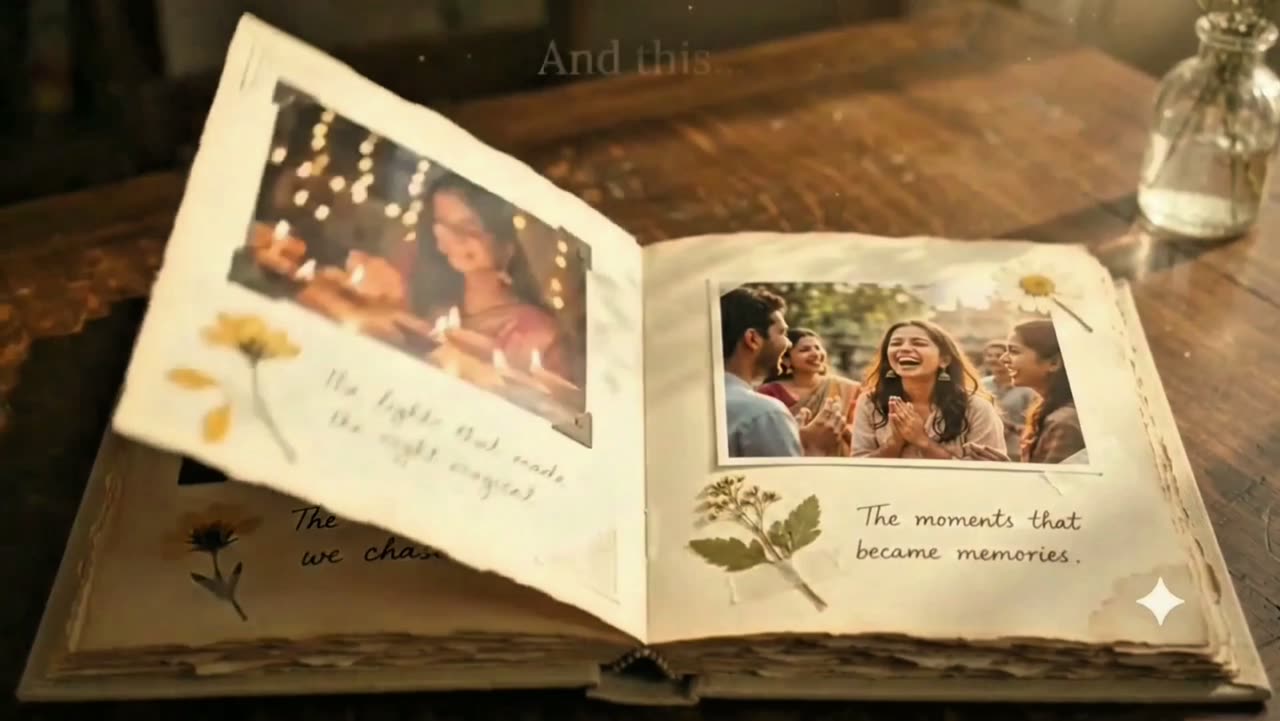 And this...
The lights that made
the night magical
The
we chas
The moments that
became memories.